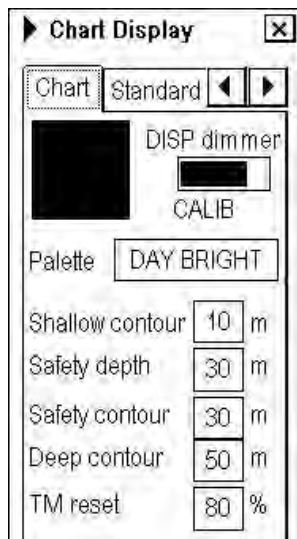 Chart Display
Chart Standard
DISP dimmer
CALIB
Palette DAY BRIGHT
Shallow contour 10 m
Safety depth 30 m
Safety contour 30 m
Deep contour 50 m
TM reset 80 %